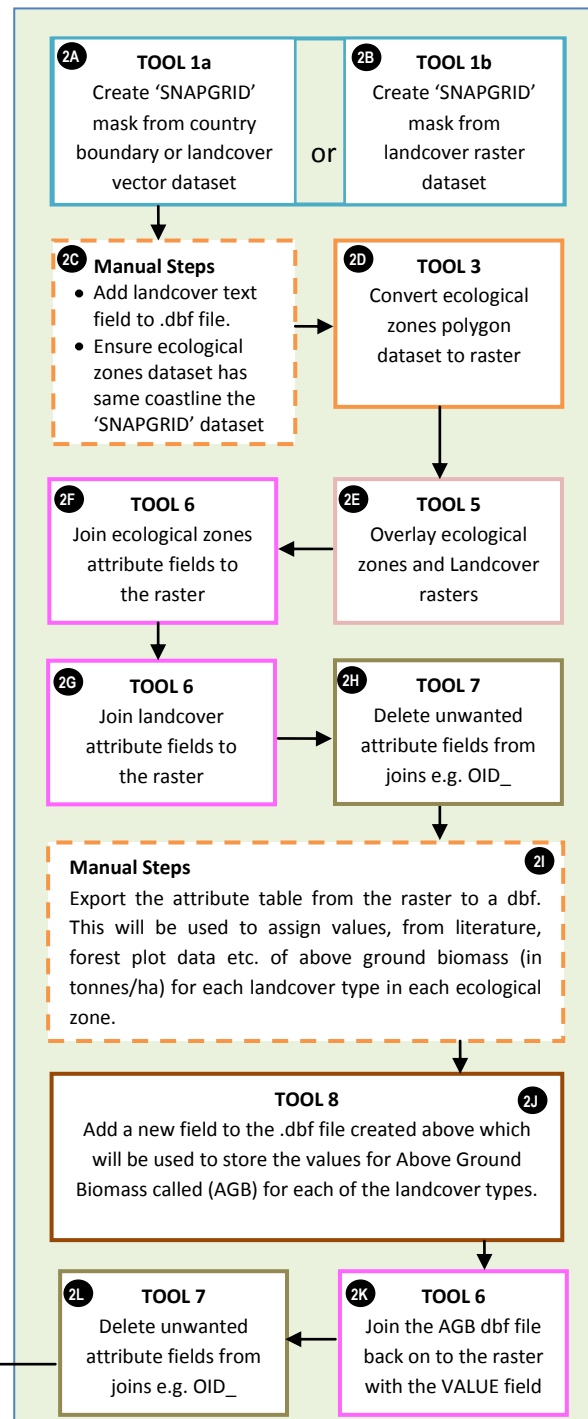 2A
TOOL 1a
Create ‘SNAPGRID’
mask from country
boundary or landcover
vector dataset
or
2B
TOOL 1b
Create ‘SNAPGRID’
mask from
landcover raster
dataset
2C
Manual Steps
• Add landcover text
field to .dbf file.
• Ensure ecological
zones dataset has
same coastline the
‘SNAPGRID’ dataset
2D
TOOL 3
Convert ecological
zones polygon
dataset to raster
2E
TOOL 5
Overlay ecological
zones and Landcover
rasters
2F
TOOL 6
Join ecological zones
attribute fields to
the raster
2G
TOOL 6
Join landcover
attribute fields to
the raster
2H
TOOL 7
Delete unwanted
attribute fields from
joins e.g. OID_
2I
Manual Steps
Export the attribute table from the raster to a dbf.
This will be used to assign values, from literature,
forest plot data etc. of above ground biomass (in
tonnes/ha) for each landcover type in each ecological
zone.
2J
TOOL 8
Add a new field to the .dbf file created above which
will be used to store the values for Above Ground
Biomass called (AGB) for each of the landcover types.
2K
TOOL 6
Join the AGB dbf file
back on to the raster
with the VALUE field
2L
TOOL 7
Delete unwanted
attribute fields from
joins e.g. OID_